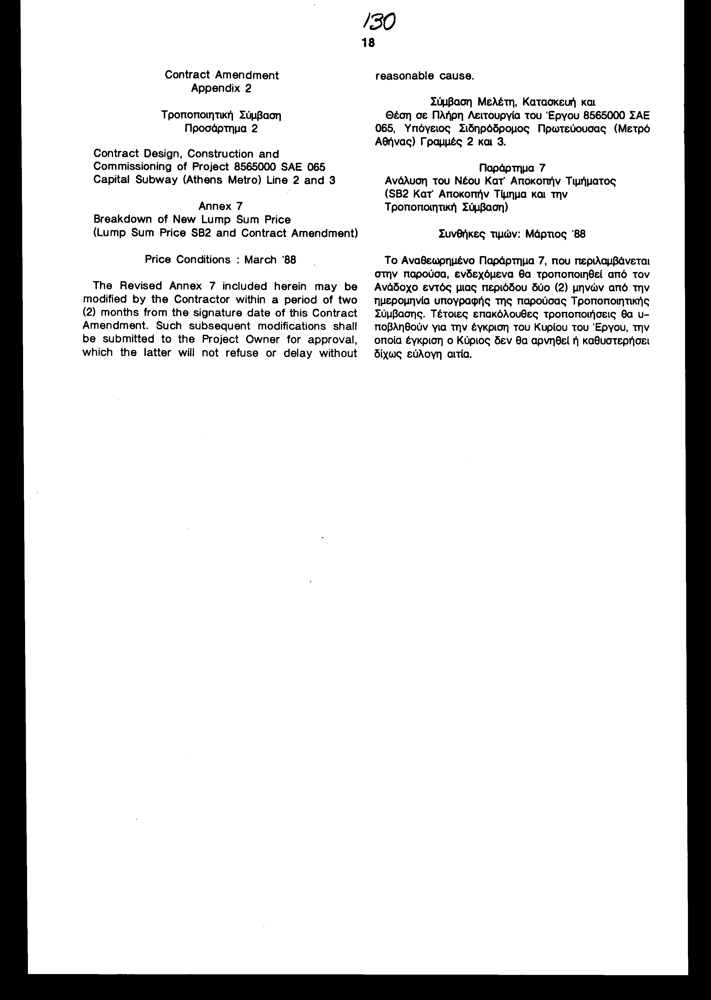 130
18
Contract Amendment
Appendix 2
Τροποποιητική Σύμβαση
Προσάρτημα 2
Contract Design, Construction and
Commissioning of Project 8565000 SAE 065
Capital Subway (Athens Metro) Line 2 and 3
Annex 7
Breakdown of New Lump Sum Price
(Lump Sum Price SB2 and Contract Amendment)
Price Conditions : March '88
The Revised Annex 7 included herein may be
modified by the Contractor within a period of two
(2) months from the signature date of this Contract
Amendment. Such subsequent modifications shall
be submitted to the Project Owner for approval,
which the latter will not refuse or delay without
reasonable cause.
Σύμβαση Μελέτη, Κατασκευή και
Θέση σε Πλήρη Λειτουργία του Έργου 8565000 ΣΑΕ
065, Υπόγειος Σιδηρόδρομος Πρωτεύουσας (Μετρό
Αθήνας) Γραμμές 2 και 3.
Παράρτημα 7
Ανάλυση του Νέου Κατ' Αποκοπήν Τιμήματος
(SB2 Κατ' Αποκοπήν Τίμημα και την
Τροποποιητική Σύμβαση)
Συνθήκες τιμών: Μάρτιος '88
Το Αναθεωρημένο Παράρτημα 7, που περιλαμβάνεται
στην παρούσα, ενδεχόμενα θα τροποποιηθεί από τον
Ανάδοχο εντός μιας περιόδου δύο (2) μηνών από την
ημερομηνία υπογραφής της παρούσας Τροποποιητικής
Σύμβασης. Τέτοιες επακόλουθες τροποποιήσεις θα υ-
ποβληθούν για την έγκριση του Κυρίου του Έργου, την
οποία έγκριση ο Κύριος δεν θα αρνηθεί ή καθυστερήσει
δίχως εύλογη αιτία.